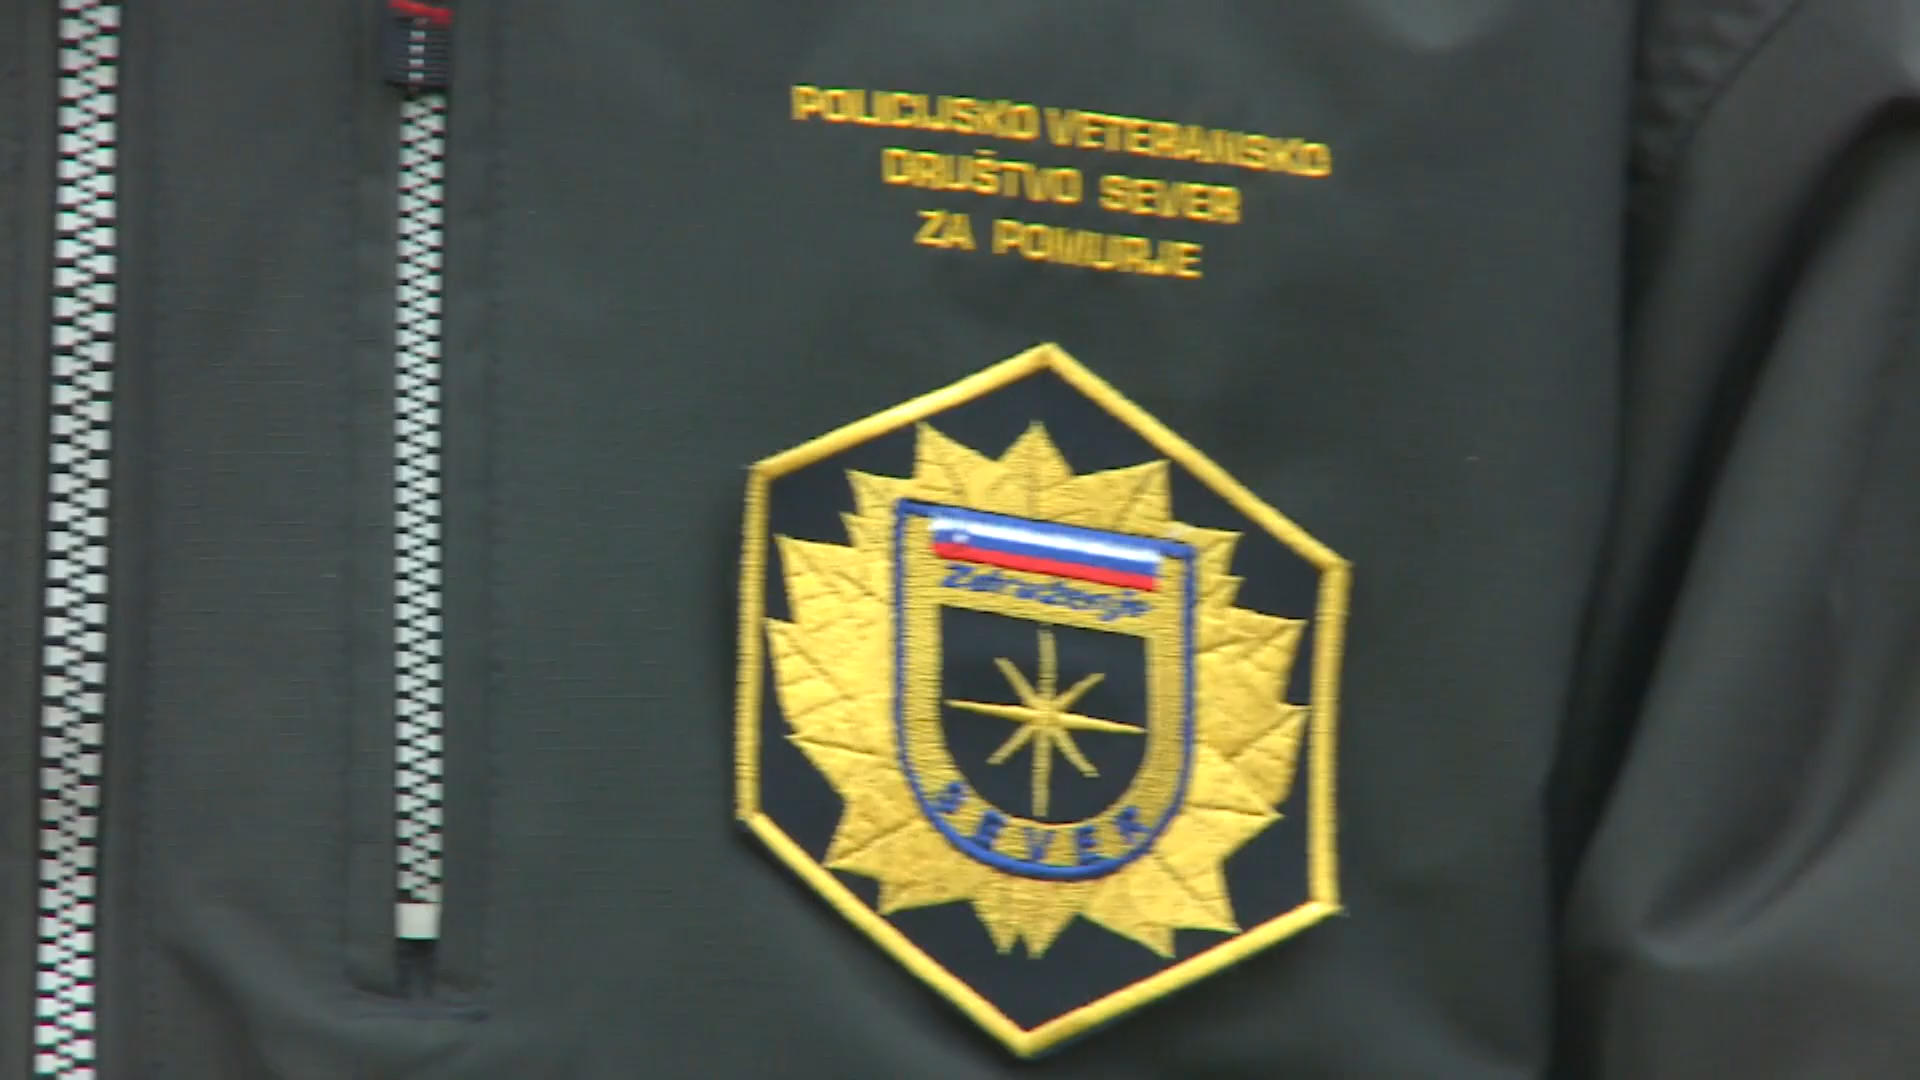 POLICIJSKO VETERANSKO
DRUŠTVO SEVER
ZA POMURJE
Združenje
SEVER